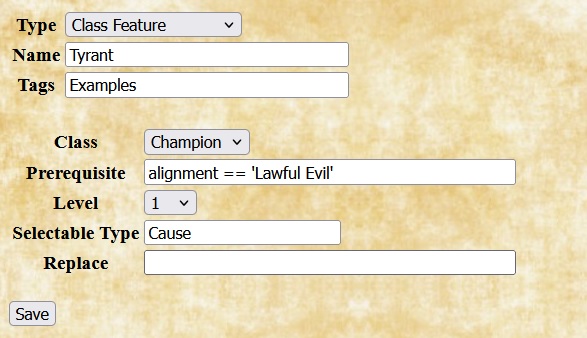 Type Class Feature
Name Tyrant
Tags Examples
Class Champion
Prerequisite alignment == 'Lawful Evil'
Level 1
Selectable Type Cause
Replace
Save